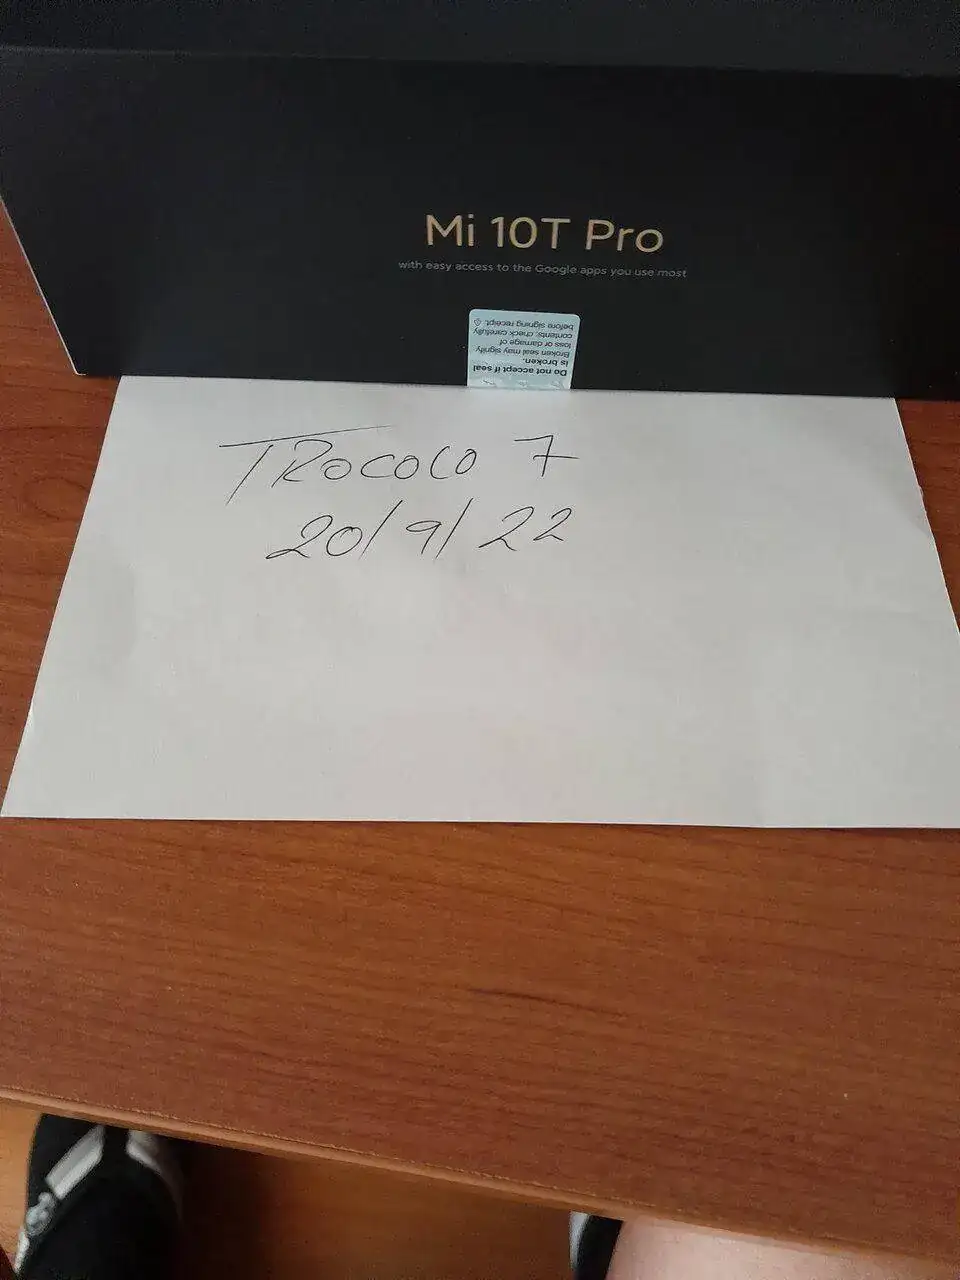 Mi 10T Pro
with easy access to the Google apps you use most
Do not accept if seal
is broken.
Broken seal may signify
loss or damage of
contents; check carefully
before signing receipt.
TROCOLO 7
20/9/22